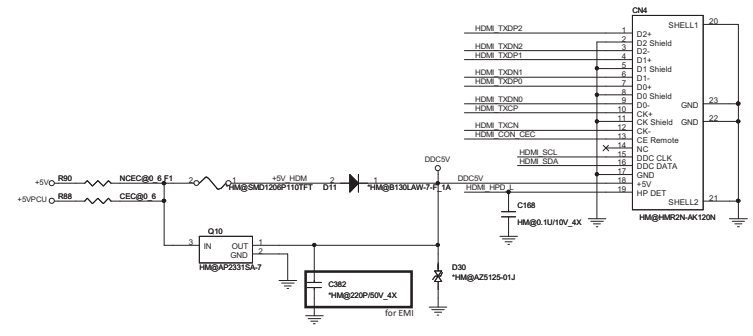 CN4
SHELL1 20
HDMI_TXDP2 1 D2+
2 D2 Shield
HDMI_TXDN2 3 D2-
HDMI_TXDP1 4 D1+
5 D1 Shield
HDMI_TXDN1 6 D1-
HDMI_TXDP0 7 D0+
8 D0 Shield
HDMI_TXDN0 9 D0- GND 23
HDMI_TXCP 10 CK+
11 CK Shield GND 22
HDMI_TXCN 12 CK-
HDMI_CON_CEC 13 CE Remote
14 NC
HDMI_SCL 15 DDC CLK
HDMI_SDA 16 DDC DATA
17 GND
DDC5V
DDC5V 18 +5V
HDMI_HPD_L 19 HP DET
SHELL2 21
HM@HMR2N-AK120N
+5V R90 NCEC@0_6 F1 2 1 +5V_HDM 2 1
HM@SMD1206P110TFT D11 *HM@B130LAW-7-F_1A
+5VPCU R88 CEC@0_6
C168
HM@0.1U/10V_4X
Q10
3 IN OUT 1
GND 2
HM@AP2331SA-7
C382
*HM@220P/50V_4X
for EMI
D30
*HM@AZ5125-01J